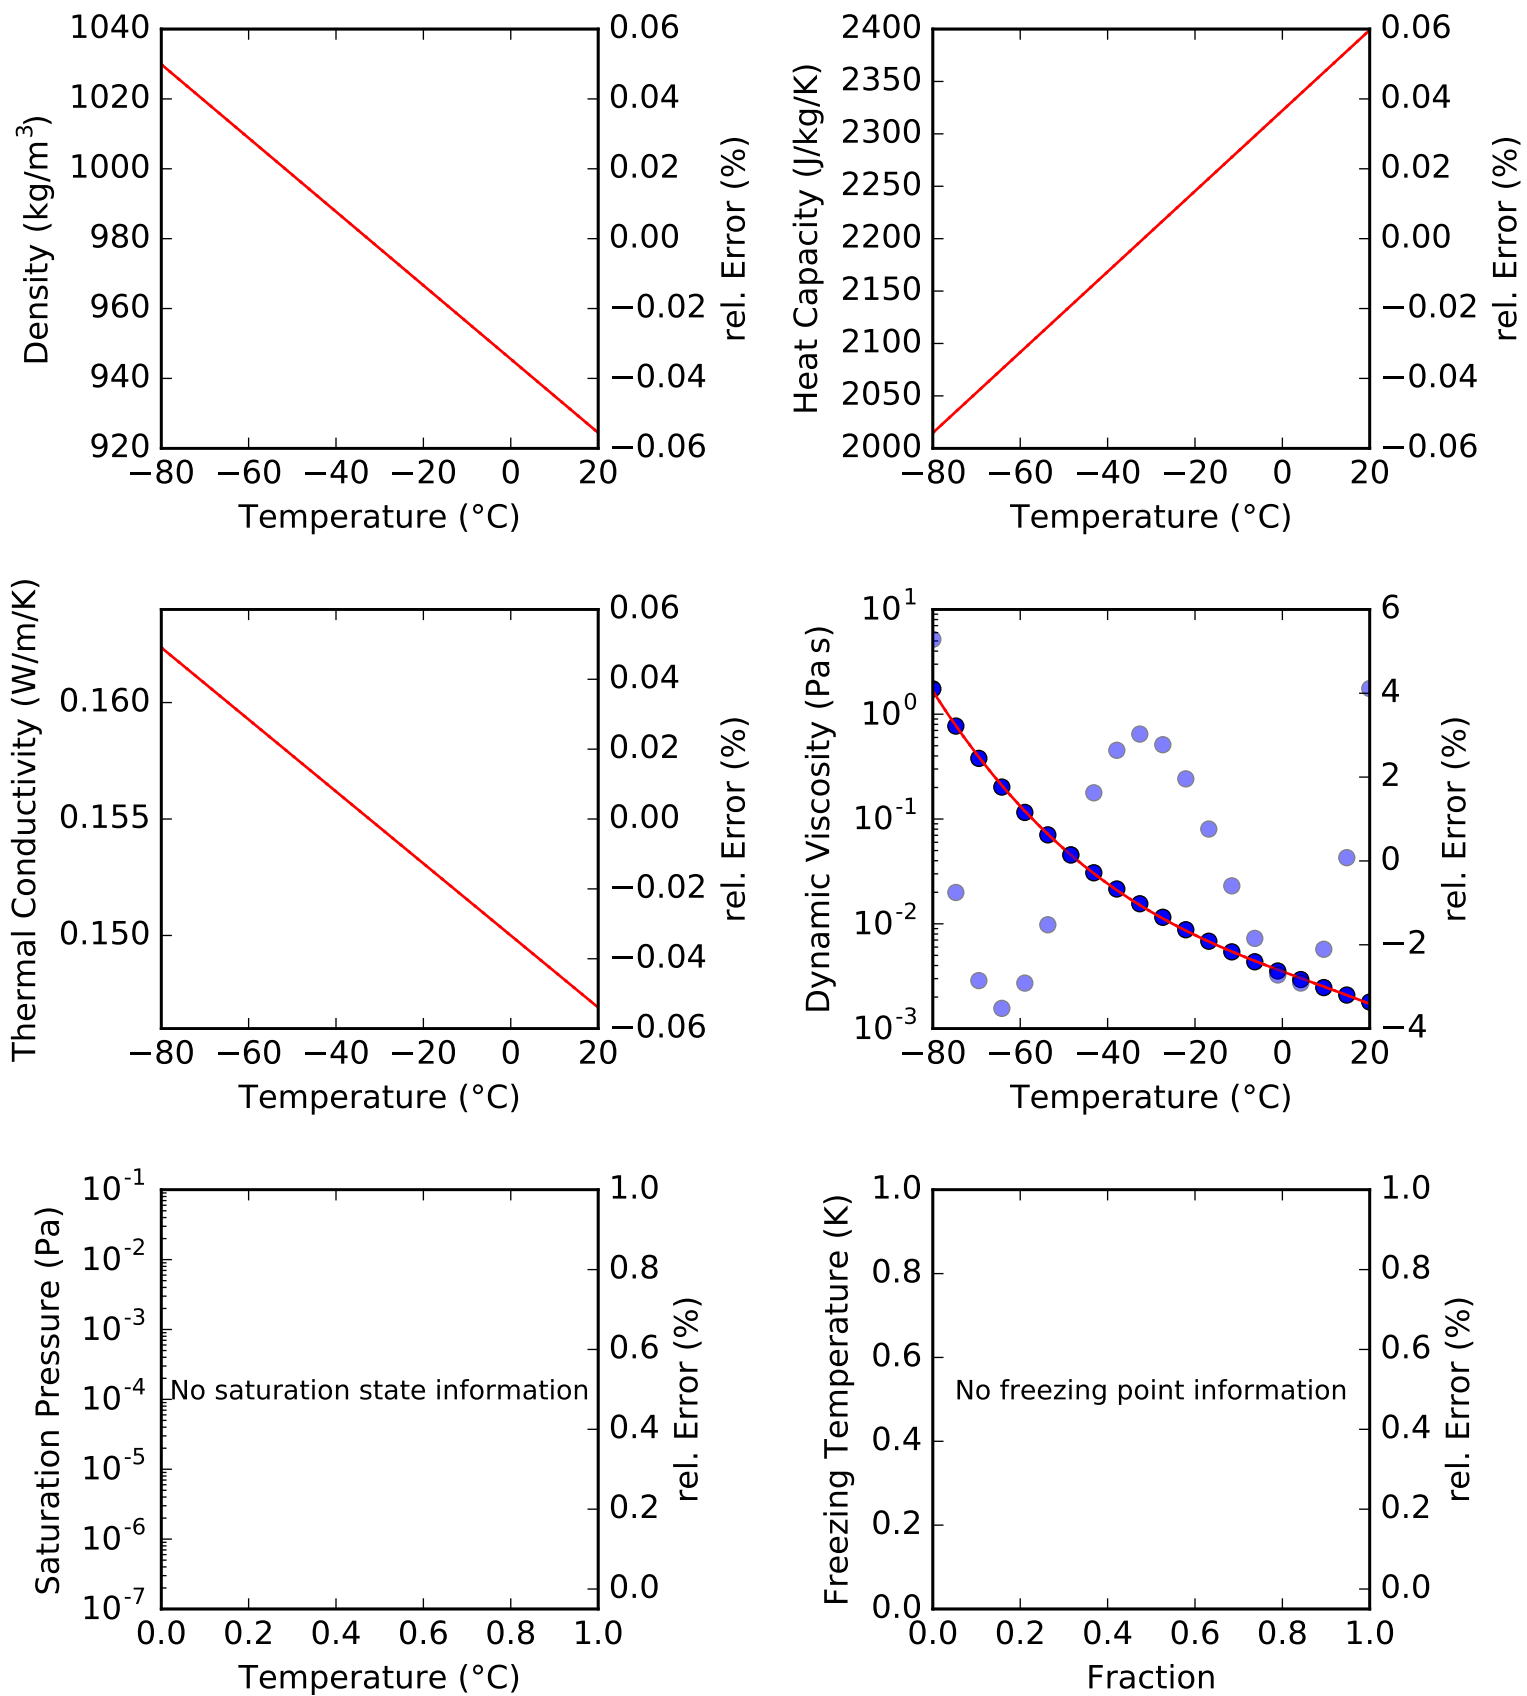 1040
1020
1000
980
960
940
920
Density (kg/m³)
0.06
0.04
0.02
0.00
−0.02
−0.04
−0.06
rel. Error (%)
−80 −60 −40 −20 0 20
Temperature (°C)
2400
2350
2300
2250
2200
2150
2100
2050
2000
Heat Capacity (J/kg/K)
0.06
0.04
0.02
0.00
−0.02
−0.04
−0.06
rel. Error (%)
−80 −60 −40 −20 0 20
Temperature (°C)
0.160
0.155
0.150
Thermal Conductivity (W/m/K)
0.06
0.04
0.02
0.00
−0.02
−0.04
−0.06
rel. Error (%)
−80 −60 −40 −20 0 20
Temperature (°C)
10¹
10⁰
10⁻¹
10⁻²
10⁻³
Dynamic Viscosity (Pa s)
6
4
2
0
−2
−4
rel. Error (%)
−80 −60 −40 −20 0 20
Temperature (°C)
10⁻¹
10⁻²
10⁻³
10⁻⁴
10⁻⁵
10⁻⁶
10⁻⁷
Saturation Pressure (Pa)
No saturation state information
1.0
0.8
0.6
0.4
0.2
0.0
rel. Error (%)
0.0 0.2 0.4 0.6 0.8 1.0
Temperature (°C)
1.0
0.8
0.6
0.4
0.2
0.0
Freezing Temperature (K)
No freezing point information
1.0
0.8
0.6
0.4
0.2
0.0
rel. Error (%)
0.0 0.2 0.4 0.6 0.8 1.0
Fraction